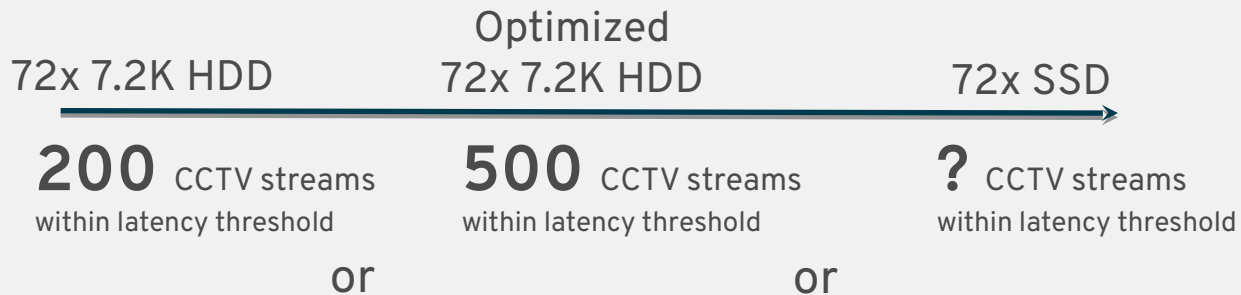 Optimized
72x 7.2K HDD 72x 7.2K HDD 72x SSD
200 CCTV streams 500 CCTV streams ? CCTV streams
within latency threshold within latency threshold within latency threshold
or or